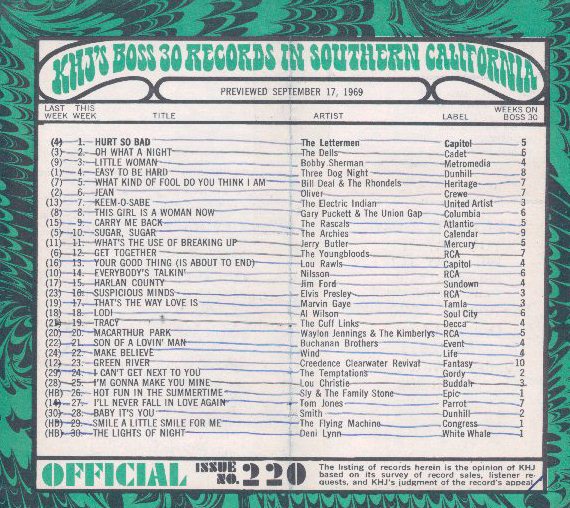 KHJ'S BOSS 30 RECORDS IN SOUTHERN CALIFORNIA
PREVIEWED SEPTEMBER 17, 1969
LAST WEEK THIS WEEK TITLE ARTIST LABEL WEEKS ON BOSS 30
(4) 1. HURT SO BAD The Lettermen Capitol 5
(3) 2. OH WHAT A NIGHT The Dells Cadet 6
(9) 3. LITTLE WOMAN Bobby Sherman Metromedia 4
(1) 4. EASY TO BE HARD Three Dog Night Dunhill 8
(7) 5. WHAT KIND OF FOOL DO YOU THINK I AM Bill Deal & The Rhondels Heritage 7
(2) 6. JEAN Oliver Crewe 7
(13) 7. KEEM-O-SABE The Electric Indian United Artist 3
(8) 8. THIS GIRL IS A WOMAN NOW Gary Puckett & The Union Gap Columbia 6
(15) 9. CARRY ME BACK The Rascals Atlantic 5
(5) 10. SUGAR, SUGAR The Archies Calendar 9
(11) 11. WHAT'S THE USE OF BREAKING UP Jerry Butler Mercury 5
(6) 12. GET TOGETHER The Youngbloods RCA 7
(16) 13. YOUR GOOD THING (IS ABOUT TO END) Lou Rawls Capitol 4
(10) 14. EVERYBODY'S TALKIN' Nilsson RCA 6
(17) 15. HARLAN COUNTY Jim Ford Sundown 4
(23) 16. SUSPICIOUS MINDS Elvis Presley RCA 3
(19) 17. THAT'S THE WAY LOVE IS Marvin Gaye Tamla 3
(18) 18. LODI Al Wilson Soul City 6
(21) 19. TRACY The Cuff Links Decca 4
(20) 20. MACARTHUR PARK Waylon Jennings & The Kimberlys RCA 5
(22) 21. SON OF A LOVIN' MAN Buchanan Brothers Event 4
(24) 22. MAKE BELIEVE Wind Life 4
(12) 23. GREEN RIVER Creedence Clearwater Revival Fantasy 10
(29) 24. I CAN'T GET NEXT TO YOU The Temptations Gordy 2
(28) 25. I'M GONNA MAKE YOU MINE Lou Christie Buddah 3
(HB) 26. HOT FUN IN THE SUMMERTIME Sly & The Family Stone Epic 1
(14) 27. I'LL NEVER FALL IN LOVE AGAIN Tom Jones Parrot 7
(30) 28. BABY IT'S YOU Smith Dunhill 2
(HB) 29. SMILE A LITTLE SMILE FOR ME The Flying Machine Congress 1
(HB) 30. THE LIGHTS OF NIGHT Deni Lynn White Whale 1
OFFICIAL ISSUE NO. 220
The listing of records herein is the opinion of KHJ
based on its survey of record sales, listener re-
quests, and KHJ's judgment of the record's appeal.